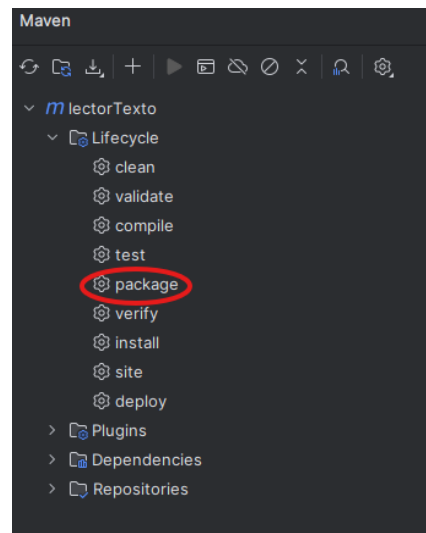 Maven
m lectorTexto
Lifecycle
clean
validate
compile
test
package
verify
install
site
deploy
Plugins
Dependencies
Repositories